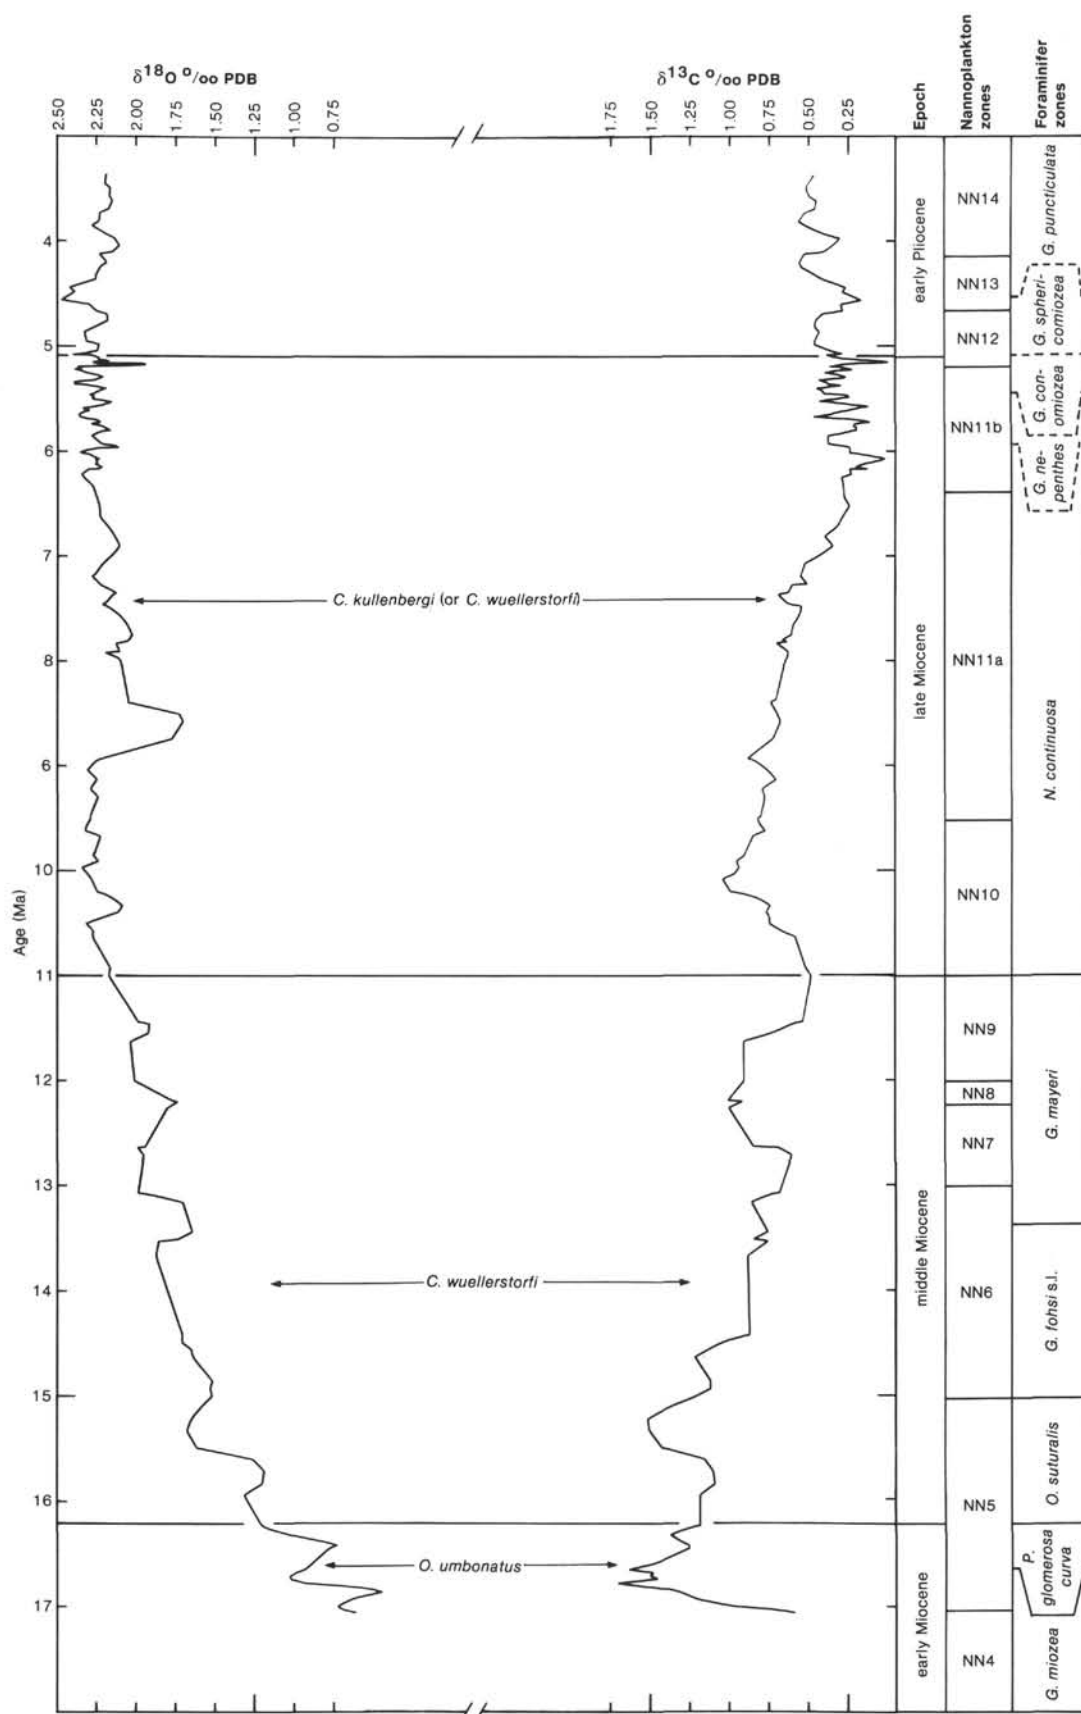 δ18O o/oo PDB
δ13C o/oo PDB
2.50
2.25
2.00
1.75
1.50
1.25
1.00
0.75
1.75
1.50
1.25
1.00
0.75
0.50
0.25
Epoch
Nannoplankton
zones
Foraminifer
zones
Age (Ma)
4
5
6
7
8
6
10
11
12
13
14
15
16
17
C. kullenbergi (or C. wuellerstorfi)
C. wuellerstorfi
O. umbonatus
early Pliocene
late Miocene
middle Miocene
early Miocene
NN14
NN13
NN12
NN11b
NN11a
NN10
NN9
NN8
NN7
NN6
NN5
NN4
G. puncticulata
G. spheri-
comiozea
G. con-
omiozea
G. ne-
penthes
N. continuosa
G. mayeri
G. fohsi s.l.
O. suturalis
P.
glomerosa
curva
G. miozea